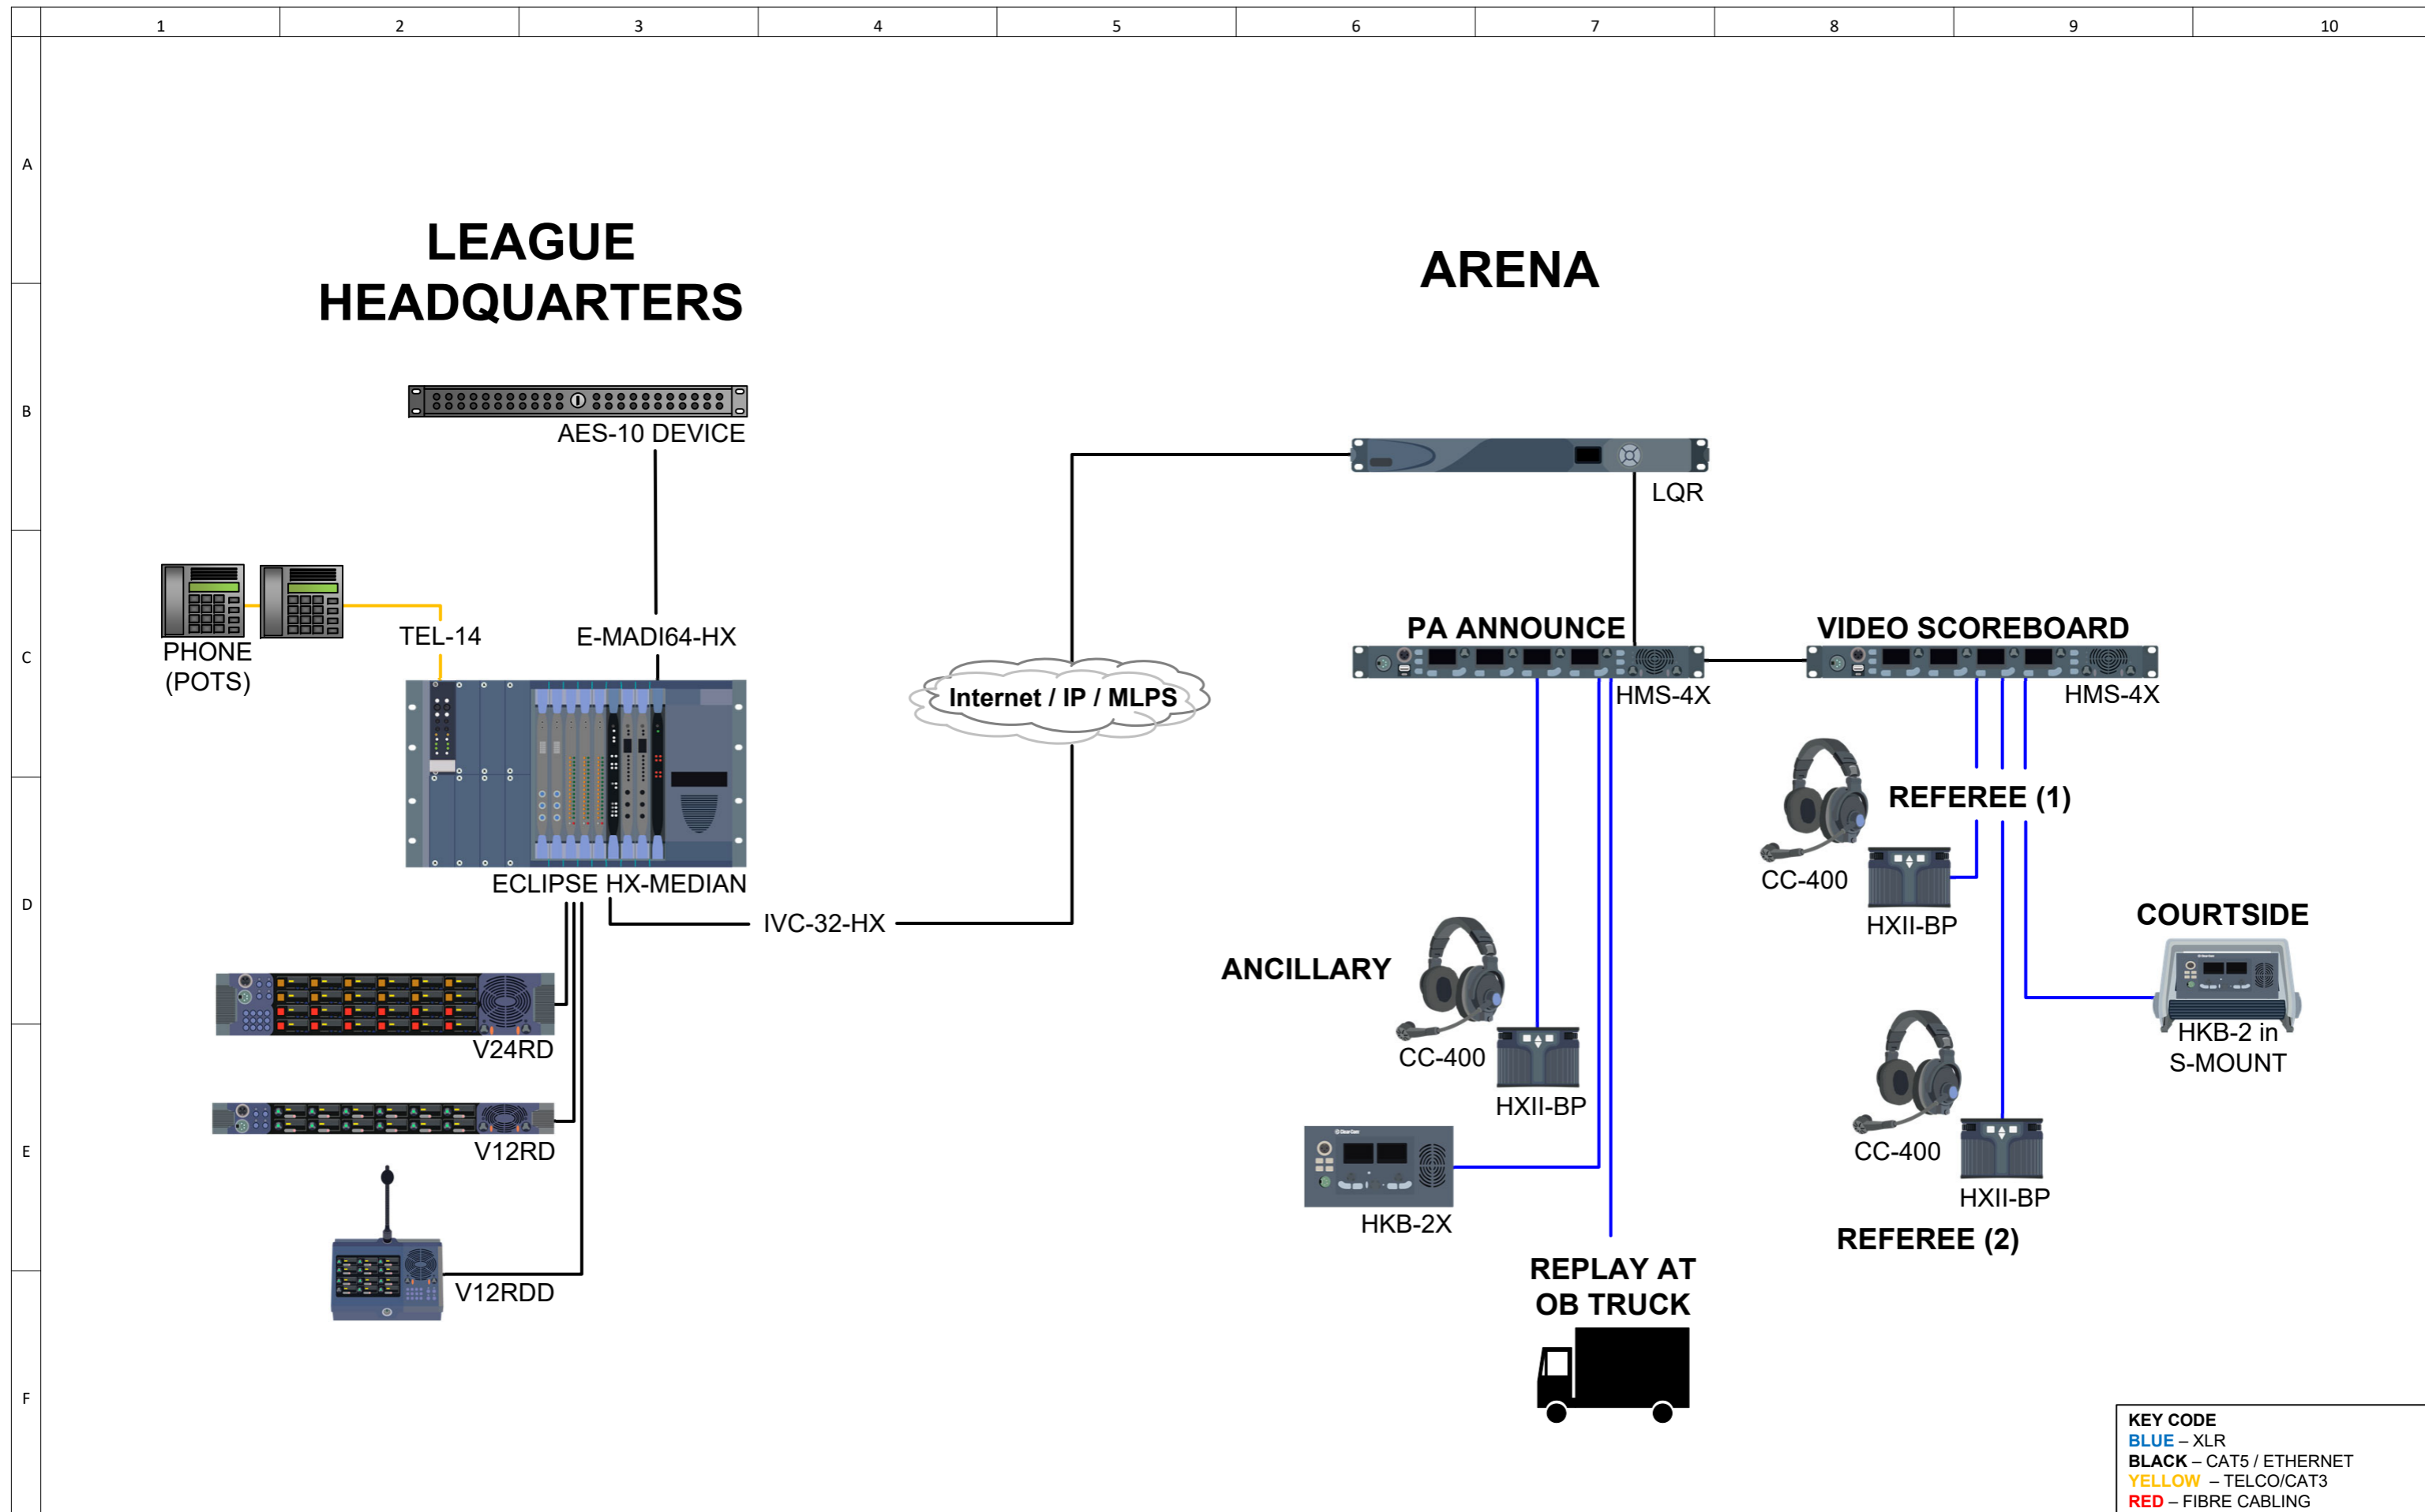 1 2 3 4 5 6 7 8 9 10
A
B
C
D
E
F
LEAGUE
HEADQUARTERS
ARENA
AES-10 DEVICE
LQR
PHONE
(POTS)
TEL-14
E-MADI64-HX
Internet / IP / MLPS
PA ANNOUNCE
HMS-4X
VIDEO SCOREBOARD
HMS-4X
ECLIPSE HX-MEDIAN
IVC-32-HX
REFEREE (1)
CC-400
HXII-BP
COURTSIDE
HKB-2 in
S-MOUNT
ANCILLARY
CC-400
HXII-BP
V24RD
V12RD
V12RDD
HKB-2X
CC-400
HXII-BP
REFEREE (2)
REPLAY AT
OB TRUCK
KEY CODE
BLUE – XLR
BLACK – CAT5 / ETHERNET
YELLOW – TELCO/CAT3
RED – FIBRE CABLING